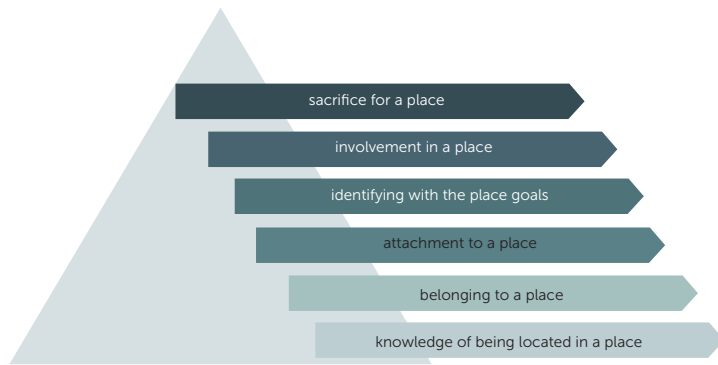 sacrifice for a place
involvement in a place
identifying with the place goals
attachment to a place
belonging to a place
knowledge of being located in a place